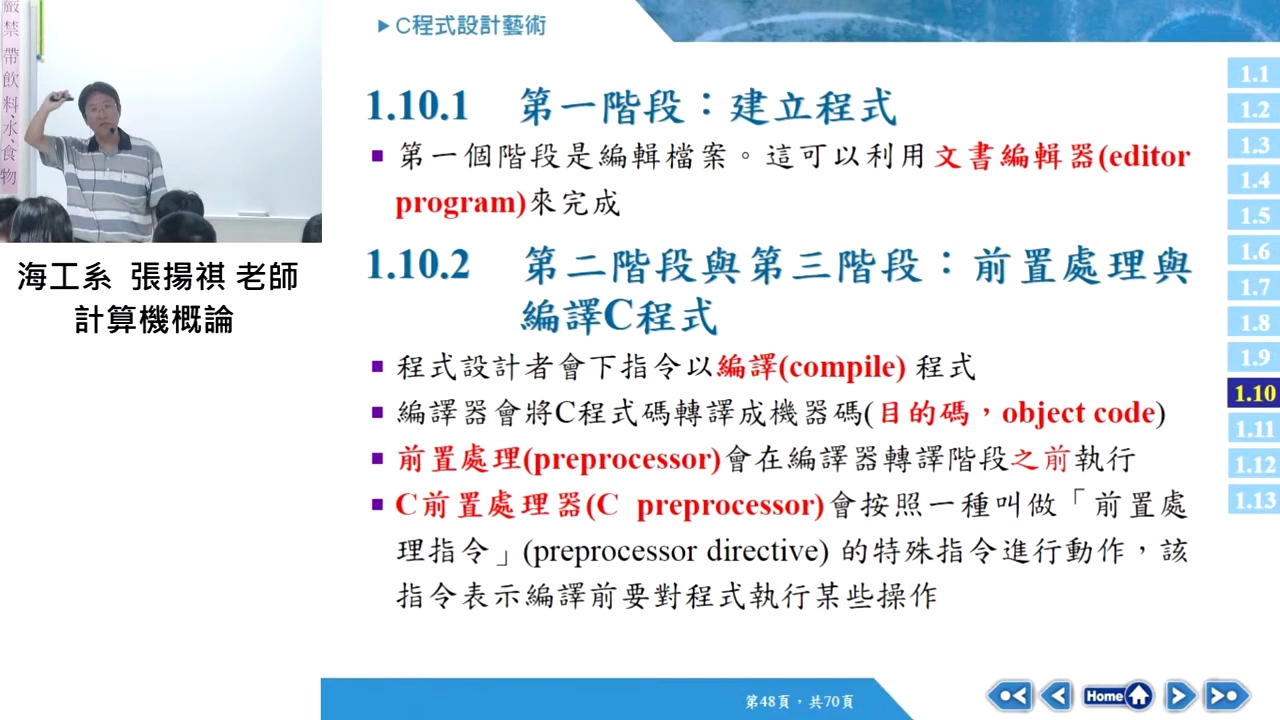 嚴禁帶飲料、水、食物
海工系 張揚祺 老師
計算機概論
C程式設計藝術
1.10.1 第一階段：建立程式
第一個階段是編輯檔案。這可以利用文書編輯器(editor
program)來完成
1.10.2 第二階段與第三階段：前置處理與
編譯C程式
程式設計者會下指令以編譯(compile) 程式
編譯器會將C程式碼轉譯成機器碼(目的碼，object code)
前置處理(preprocessor)會在編譯器轉譯階段之前執行
C前置處理器(C preprocessor)會按照一種叫做「前置處
理指令」(preprocessor directive) 的特殊指令進行動作，該
指令表示編譯前要對程式執行某些操作
1.1
1.2
1.3
1.4
1.5
1.6
1.7
1.8
1.9
1.10
1.11
1.12
1.13
第48頁，共70頁
Home